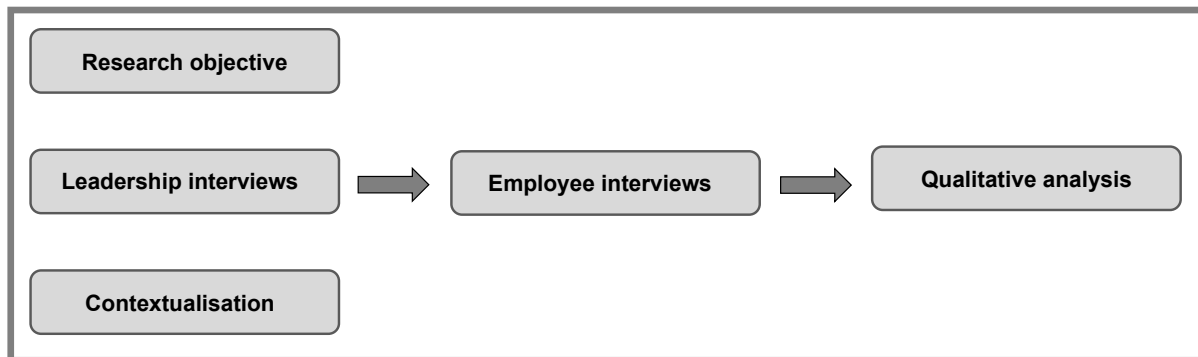 Research objective
Leadership interviews
Employee interviews
Qualitative analysis
Contextualisation